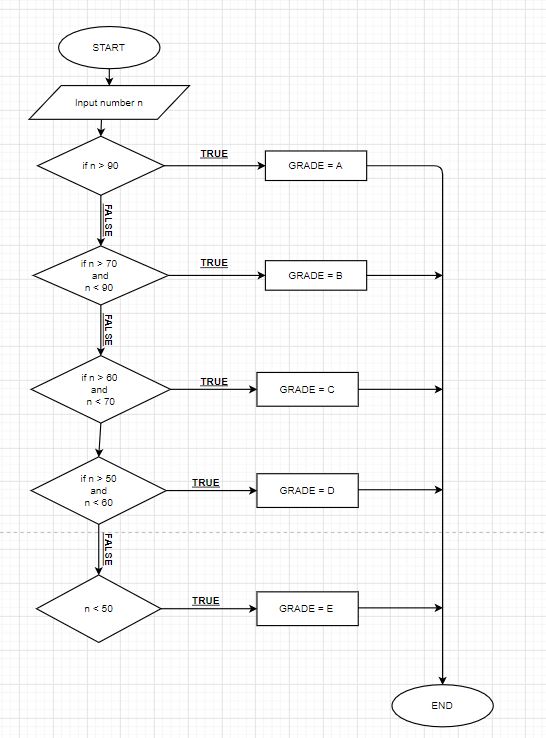 START
Input number n
if n > 90
TRUE
GRADE = A
FALSE
if n > 70
and
n < 90
TRUE
GRADE = B
FALSE
if n > 60
and
n < 70
TRUE
GRADE = C
if n > 50
and
n < 60
TRUE
GRADE = D
FALSE
n < 50
TRUE
GRADE = E
END